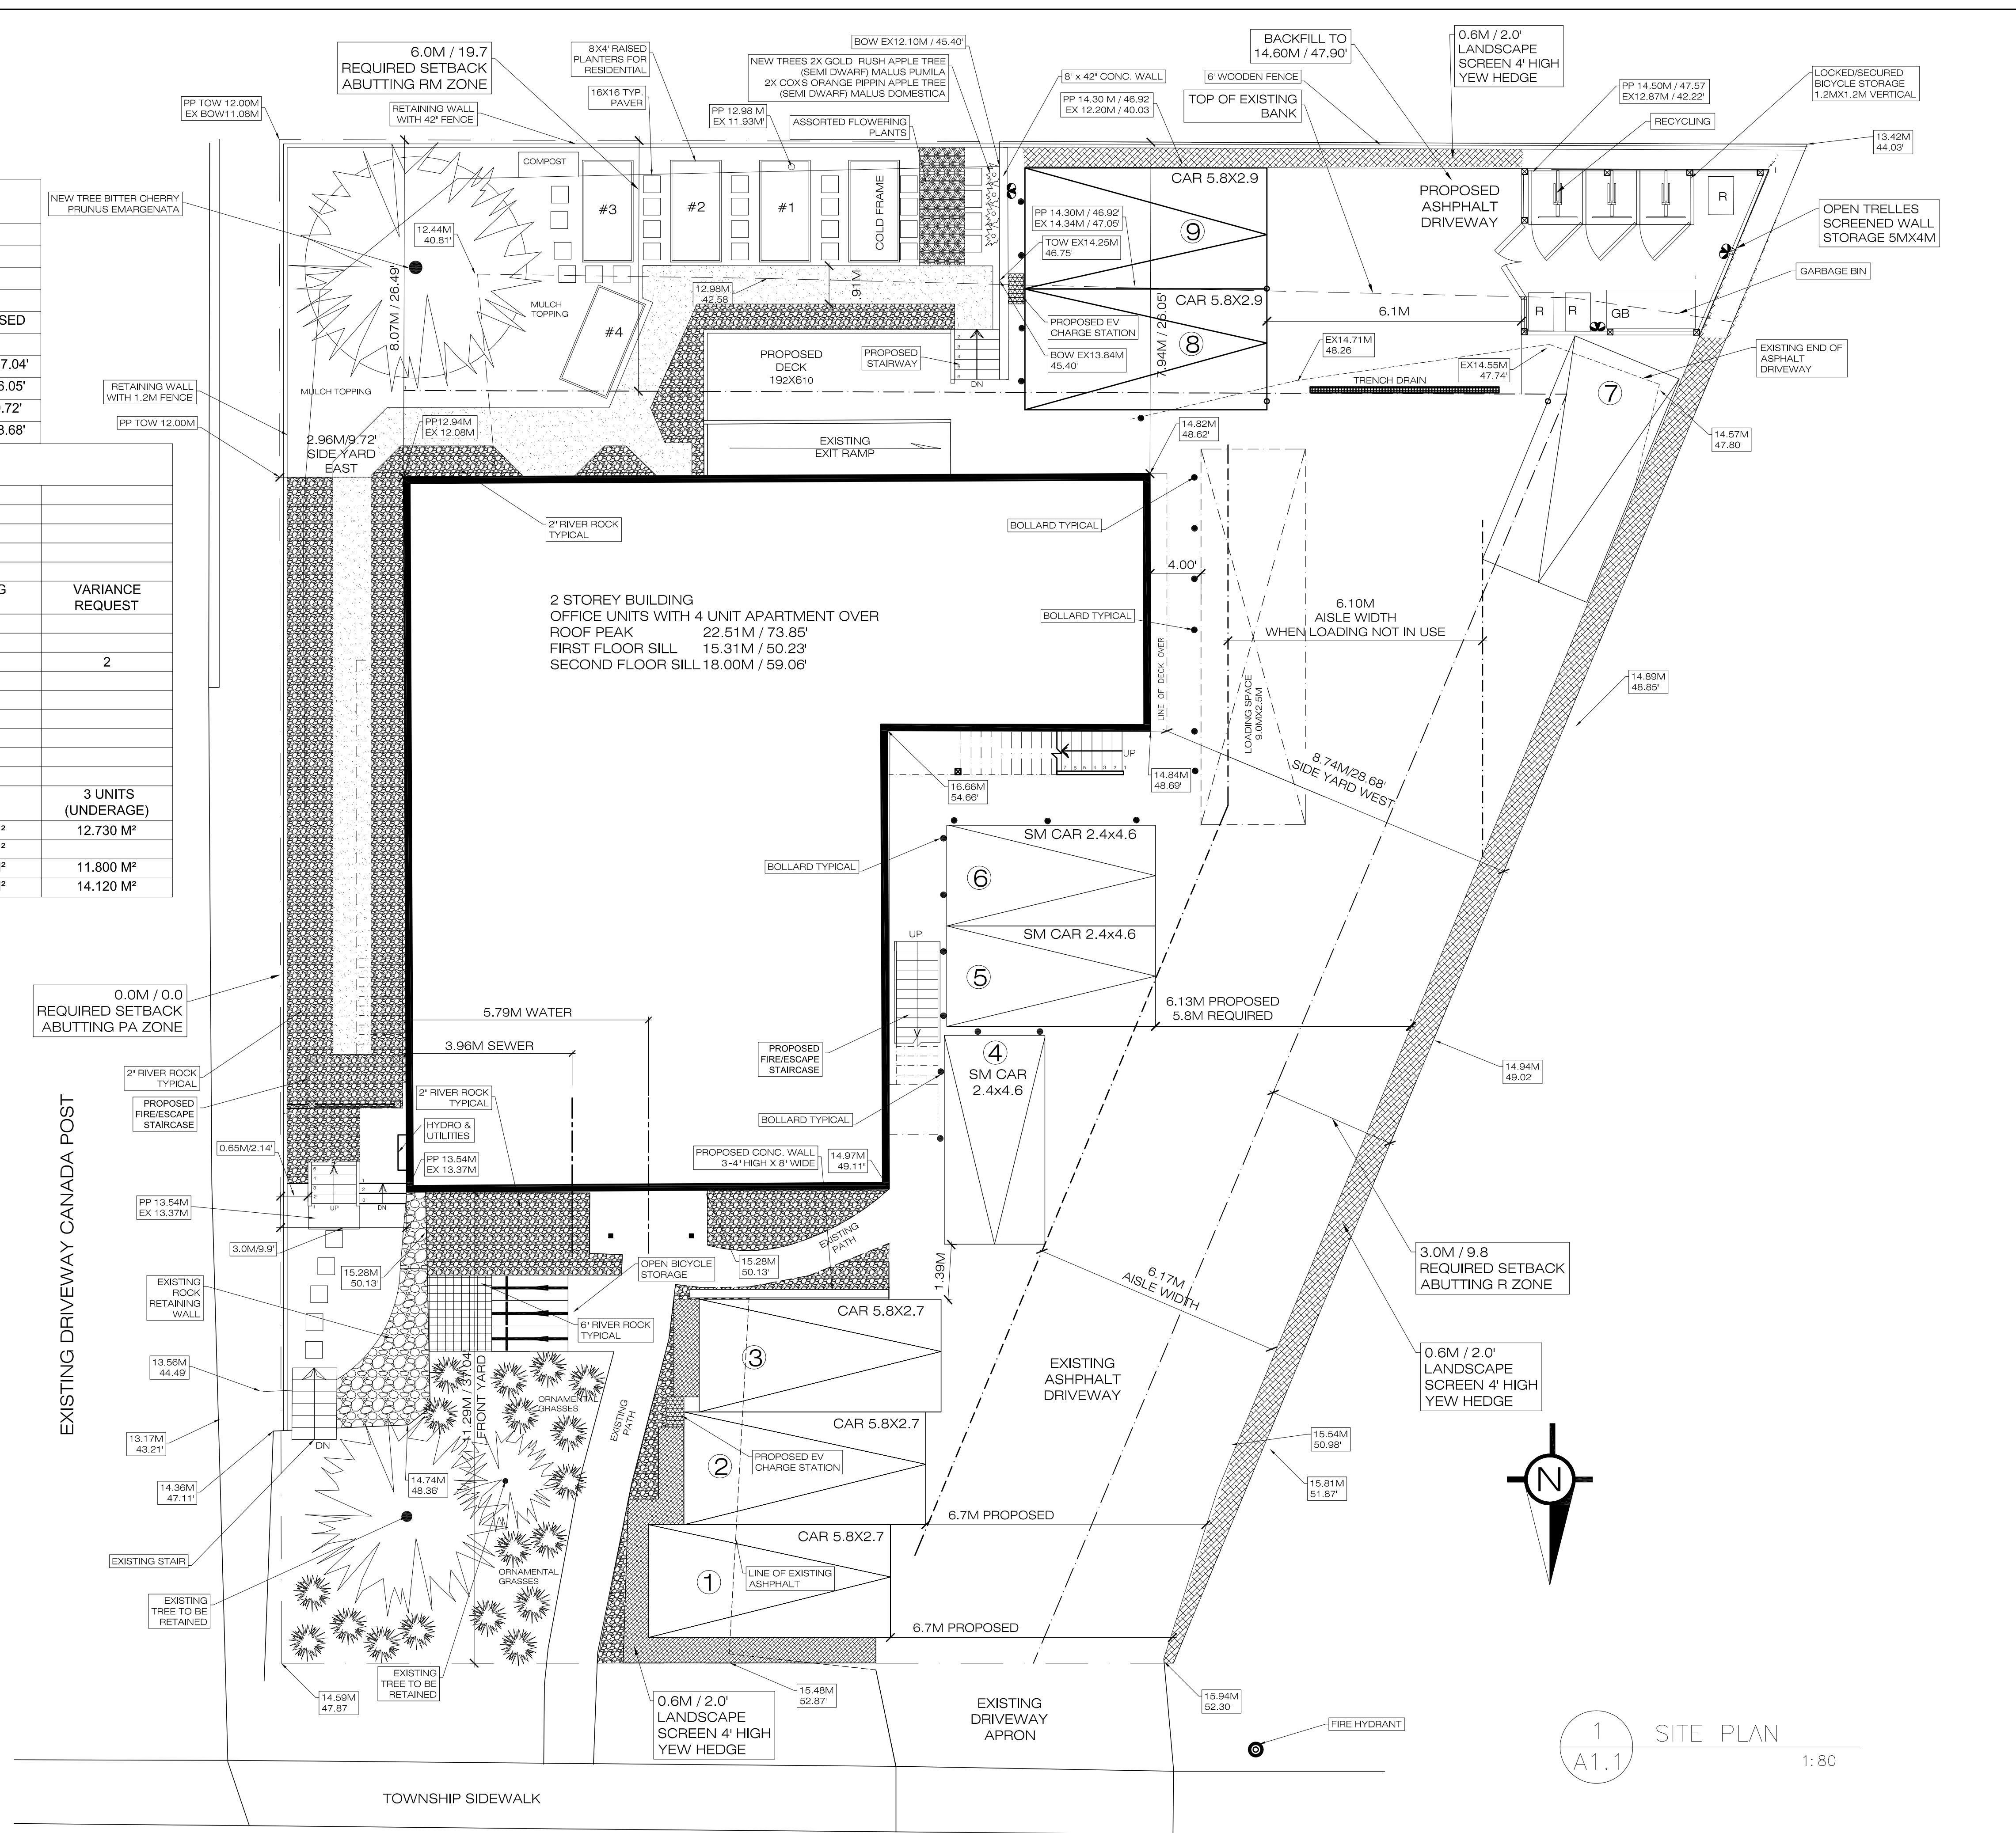 6.0M / 19.7
REQUIRED SETBACK
ABUTTING RM ZONE
8'X4' RAISED
PLANTERS FOR
RESIDENTIAL
BOW EX12.10M / 45.40'
NEW TREES 2X GOLD  RUSH APPLE TREE
(SEMI DWARF) MALUS PUMILA
2X COX'S ORANGE PIPPIN APPLE TREE
(SEMI DWARF) MALUS DOMESTICA
BACKFILL TO
14.60M / 47.90'
0.6M / 2.0'
LANDSCAPE
SCREEN 4' HIGH
YEW HEDGE
PP TOW 12.00M
EX BOW11.08M
RETAINING WALL
WITH 42" FENCE'
16X16 TYP.
PAVER
PP 12.98 M
EX 11.93M'
ASSORTED FLOWERING
PLANTS
8" x 42" CONC. WALL
PP 14.30 M / 46.92'
EX 12.20M / 40.03'
6' WOODEN FENCE
TOP OF EXISTING
BANK
PP 14.50M / 47.57'
EX12.87M / 42.22'
LOCKED/SECURED
BICYCLE STORAGE
1.2MX1.2M VERTICAL
RECYCLING
13.42M
44.03'
COMPOST
NEW TREE BITTER CHERRY
PRUNUS EMARGENATA
12.44M
40.81'
#3
#2
#1
COLD FRAME
CAR 5.8X2.9
9
PP 14.30M / 46.92'
EX 14.34M / 47.05'
TOW EX14.25M
46.75'
PROPOSED
ASHPHALT
DRIVEWAY
R
OPEN TRELLES
SCREENED WALL
STORAGE 5MX4M
GARBAGE BIN
8.07M / 26.49'
MULCH
TOPPING
#4
12.98M
42.58'
.91M
CAR 5.8X2.9
8
7.94M / 26.05'
6.1M
R
R
GB
PROPOSED EV
CHARGE STATION
BOW EX13.84M
45.40'
PROPOSED
DECK
192X610
PROPOSED
STAIRWAY
DN
EX14.71M
48.26'
EX14.55M
47.74'
TRENCH DRAIN
EXISTING END OF
ASPHALT
DRIVEWAY
7
RETAINING WALL
WITH 1.2M FENCE'
MULCH TOPPING
PP TOW 12.00M
2.96M/9.72'
SIDE YARD
EAST
PP12.94M
EX 12.08M
EXISTING
EXIT RAMP
14.82M
48.62'
14.57M
47.80'
SED
7.04'
6.05'
.72'
8.68'
G
VARIANCE
REQUEST
2
3 UNITS
(UNDERAGE)
²
12.730 M²
²
²
11.800 M²
²
14.120 M²
2" RIVER ROCK
TYPICAL
BOLLARD TYPICAL
4.00'
BOLLARD TYPICAL
2 STOREY BUILDING
OFFICE UNITS WITH 4 UNIT APARTMENT OVER
ROOF PEAK 22.51M / 73.85'
FIRST FLOOR SILL 15.31M / 50.23'
SECOND FLOOR SILL 18.00M / 59.06'
LINE OF DECK OVER
LOADING SPACE
9.0MX2.5M
6.10M
AISLE WIDTH
WHEN LOADING NOT IN USE
14.89M
48.85'
UP
16.66M
54.66'
14.84M
48.69'
8.74M/28.68'
SIDE YARD WEST
BOLLARD TYPICAL
SM CAR 2.4x4.6
6
SM CAR 2.4x4.6
5
UP
6.13M PROPOSED
5.8M REQUIRED
0.0M / 0.0
REQUIRED SETBACK
ABUTTING PA ZONE
5.79M WATER
3.96M SEWER
PROPOSED
FIRE/ESCAPE
STAIRCASE
4
SM CAR
2.4x4.6
14.94M
49.02'
2" RIVER ROCK
TYPICAL
PROPOSED
FIRE/ESCAPE
STAIRCASE
2" RIVER ROCK
TYPICAL
HYDRO &
UTILITIES
BOLLARD TYPICAL
0.65M/2.14'
PP 13.54M
EX 13.37M
PROPOSED CONC. WALL
3'-4" HIGH X 8" WIDE
14.97M
49.11'
PP 13.54M
EX 13.37M
UP
DN
EXISTING DRIVEWAY CANADA POST
3.0M/9.9'
15.28M
50.13'
EXISTING
PATH
15.28M
50.13'
OPEN BICYCLE
STORAGE
1.39M
6.17M
AISLE WIDTH
3.0M / 9.8
REQUIRED SETBACK
ABUTTING R ZONE
EXISTING
ROCK
RETAINING
WALL
6" RIVER ROCK
TYPICAL
CAR 5.8X2.7
3
13.56M
44.49'
11.29M / 37.04'
FRONT YARD
ORNAMENTAL
GRASSES
EXISTING
PATH
EXISTING
ASHPHALT
DRIVEWAY
0.6M / 2.0'
LANDSCAPE
SCREEN 4' HIGH
YEW HEDGE
13.17M
43.21'
DN
CAR 5.8X2.7
2
PROPOSED EV
CHARGE STATION
15.54M
50.98'
14.36M
47.11'
14.74M
48.36'
15.81M
51.87'
N
6.7M PROPOSED
CAR 5.8X2.7
1
LINE OF EXISTING
ASHPHALT
EXISTING STAIR
ORNAMENTAL
GRASSES
EXISTING
TREE TO BE
RETAINED
6.7M PROPOSED
EXISTING
TREE TO BE
RETAINED
14.59M
47.87'
0.6M / 2.0'
LANDSCAPE
SCREEN 4' HIGH
YEW HEDGE
15.48M
52.87'
EXISTING
DRIVEWAY
APRON
15.94M
52.30'
FIRE HYDRANT
1
A1.1
SITE PLAN
1:80
TOWNSHIP SIDEWALK